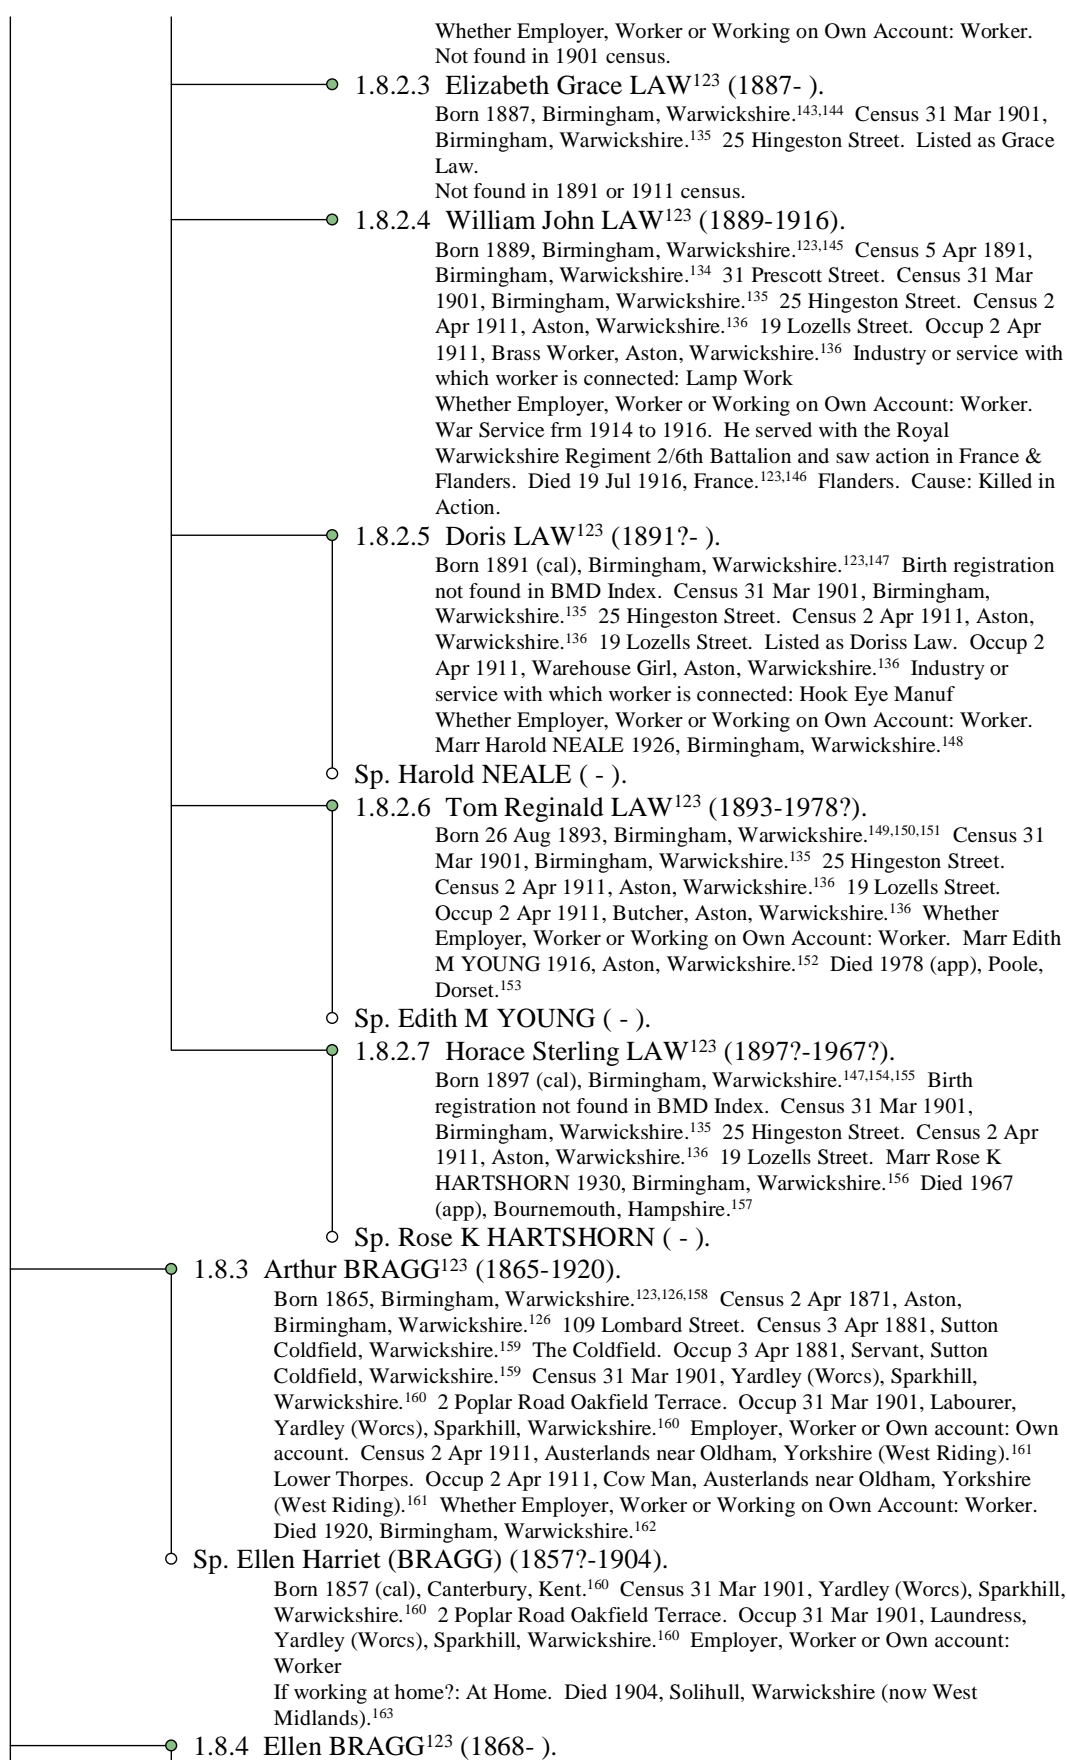 Whether Employer, Worker or Working on Own Account: Worker.
Not found in 1901 census.
1.8.2.3 Elizabeth Grace LAW123 (1887- ).
Born 1887, Birmingham, Warwickshire.143,144 Census 31 Mar 1901,
Birmingham, Warwickshire.135 25 Hingeston Street. Listed as Grace
Law.
Not found in 1891 or 1911 census.
1.8.2.4 William John LAW123 (1889-1916).
Born 1889, Birmingham, Warwickshire.123,145 Census 5 Apr 1891,
Birmingham, Warwickshire.134 31 Prescott Street. Census 31 Mar
1901, Birmingham, Warwickshire.135 25 Hingeston Street. Census 2
Apr 1911, Aston, Warwickshire.136 19 Lozells Street. Occup 2 Apr
1911, Brass Worker, Aston, Warwickshire.136 Industry or service with
which worker is connected: Lamp Work
Whether Employer, Worker or Working on Own Account: Worker.
War Service frm 1914 to 1916. He served with the Royal
Warwickshire Regiment 2/6th Battalion and saw action in France &
Flanders. Died 19 Jul 1916, France.123,146 Flanders. Cause: Killed in
Action.
1.8.2.5 Doris LAW123 (1891?- ).
Born 1891 (cal), Birmingham, Warwickshire.123,147 Birth registration
not found in BMD Index. Census 31 Mar 1901, Birmingham,
Warwickshire.135 25 Hingeston Street. Census 2 Apr 1911, Aston,
Warwickshire.136 19 Lozells Street. Listed as Doriss Law. Occup 2
Apr 1911, Warehouse Girl, Aston, Warwickshire.136 Industry or
service with which worker is connected: Hook Eye Manuf
Whether Employer, Worker or Working on Own Account: Worker.
Marr Harold NEALE 1926, Birmingham, Warwickshire.148
Sp. Harold NEALE ( - ).
1.8.2.6 Tom Reginald LAW123 (1893-1978?).
Born 26 Aug 1893, Birmingham, Warwickshire.149,150,151 Census 31
Mar 1901, Birmingham, Warwickshire.135 25 Hingeston Street.
Census 2 Apr 1911, Aston, Warwickshire.136 19 Lozells Street.
Occup 2 Apr 1911, Butcher, Aston, Warwickshire.136 Whether
Employer, Worker or Working on Own Account: Worker. Marr Edith
M YOUNG 1916, Aston, Warwickshire.152 Died 1978 (app), Poole,
Dorset.153
Sp. Edith M YOUNG ( - ).
1.8.2.7 Horace Sterling LAW123 (1897?-1967?).
Born 1897 (cal), Birmingham, Warwickshire.147,154,155 Birth
registration not found in BMD Index. Census 31 Mar 1901,
Birmingham, Warwickshire.135 25 Hingeston Street. Census 2 Apr
1911, Aston, Warwickshire.136 19 Lozells Street. Marr Rose K
HARTSHORN 1930, Birmingham, Warwickshire.156 Died 1967
(app), Bournemouth, Hampshire.157
Sp. Rose K HARTSHORN ( - ).
1.8.3 Arthur BRAGG123 (1865-1920).
Born 1865, Birmingham, Warwickshire.123,126,158 Census 2 Apr 1871, Aston,
Birmingham, Warwickshire.126 109 Lombard Street. Census 3 Apr 1881, Sutton
Coldfield, Warwickshire.159 The Coldfield. Occup 3 Apr 1881, Servant, Sutton
Coldfield, Warwickshire.159 Census 31 Mar 1901, Yardley (Worcs), Sparkhill,
Warwickshire.160 2 Poplar Road Oakfield Terrace. Occup 31 Mar 1901, Labourer,
Yardley (Worcs), Sparkhill, Warwickshire.160 Employer, Worker or Own account: Own
account. Census 2 Apr 1911, Austerlands near Oldham, Yorkshire (West Riding).161
Lower Thorpes. Occup 2 Apr 1911, Cow Man, Austerlands near Oldham, Yorkshire
(West Riding).161 Whether Employer, Worker or Working on Own Account: Worker.
Died 1920, Birmingham, Warwickshire.162
Sp. Ellen Harriet (BRAGG) (1857?-1904).
Born 1857 (cal), Canterbury, Kent.160 Census 31 Mar 1901, Yardley (Worcs), Sparkhill,
Warwickshire.160 2 Poplar Road Oakfield Terrace. Occup 31 Mar 1901, Laundress,
Yardley (Worcs), Sparkhill, Warwickshire.160 Employer, Worker or Own account:
Worker
If working at home?: At Home. Died 1904, Solihull, Warwickshire (now West
Midlands).163
1.8.4 Ellen BRAGG123 (1868- ).